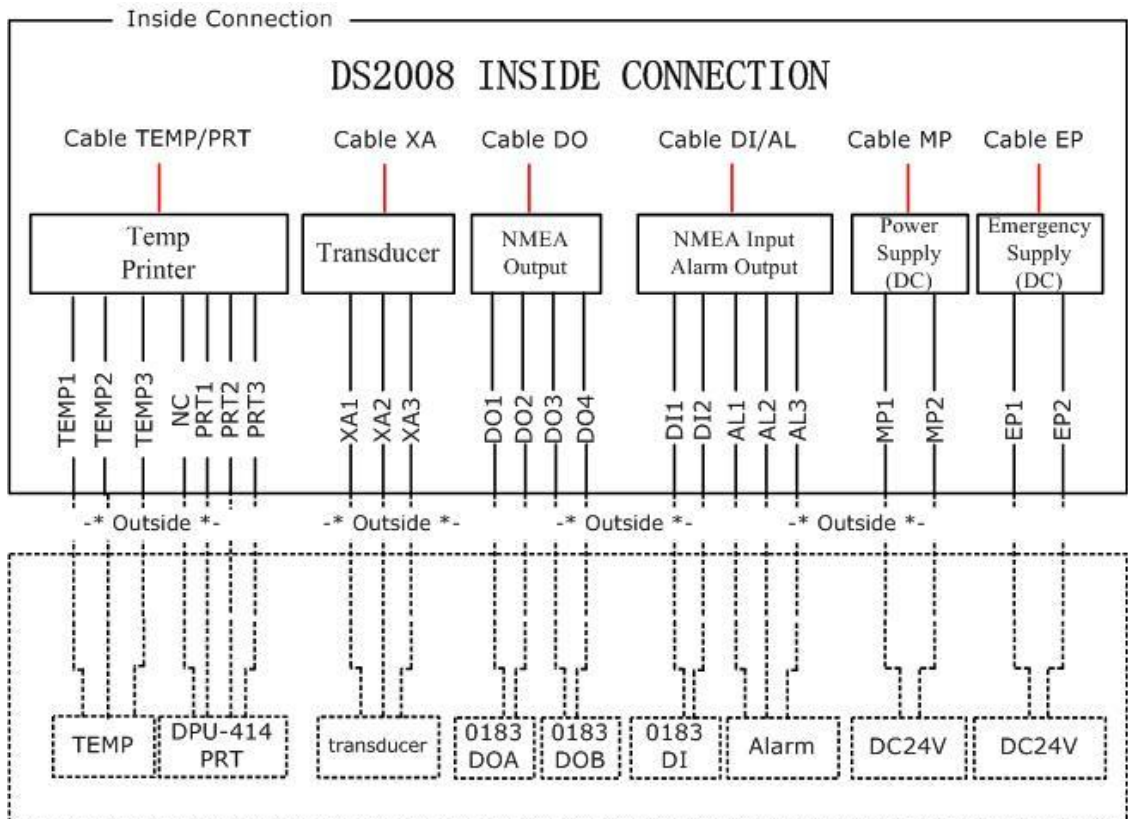 Inside Connection
DS2008 INSIDE CONNECTION
Cable TEMP/PRT
Cable XA
Cable DO
Cable DI/AL
Cable MP
Cable EP
Temp
Printer
Transducer
NMEA
Output
NMEA Input
Alarm Output
Power
Supply
(DC)
Emergency
Supply
(DC)
TEMP1
TEMP2
TEMP3
NC
PRT1
PRT2
PRT3
XA1
XA2
XA3
DO1
DO2
DO3
DO4
DI1
DI2
AL1
AL2
AL3
MP1
MP2
EP1
EP2
-* Outside *-
-* Outside *-
-* Outside *-
-* Outside *-
TEMP
DPU-414
PRT
transducer
0183
DOA
0183
DOB
0183
DI
Alarm
DC24V
DC24V